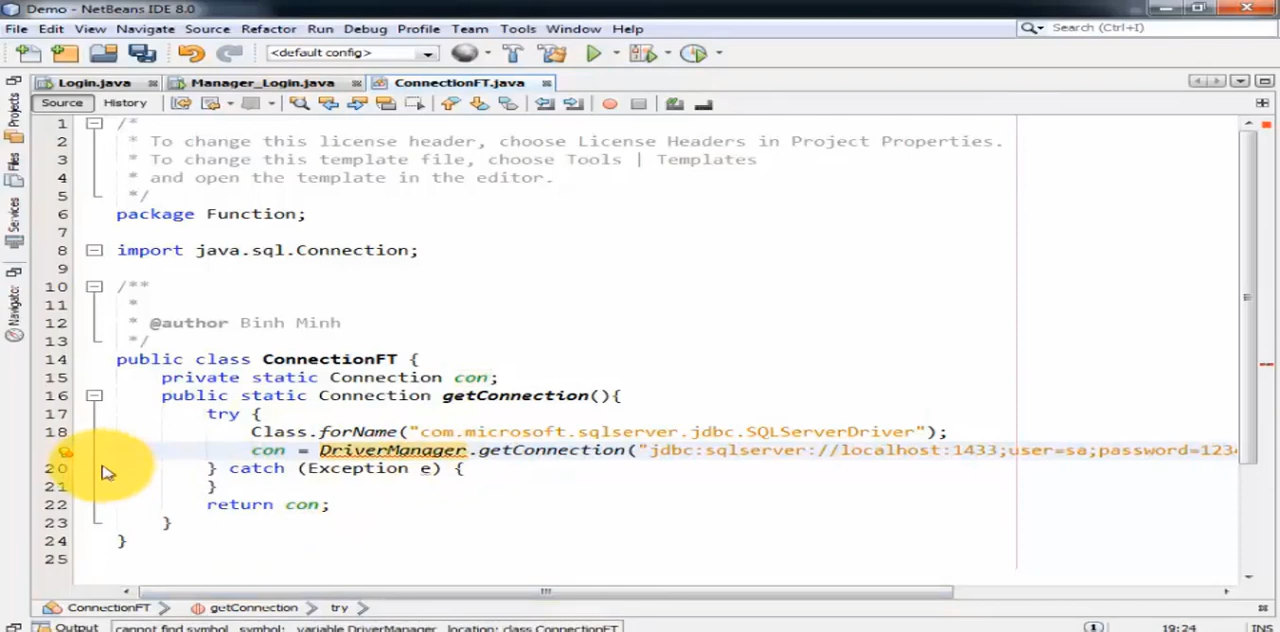 Demo - NetBeans IDE 8.0
File Edit View Navigate Source Refactor Run Debug Profile Team Tools Window Help
Search (Ctrl+I)
<default config>
Login.java Manager_Login.java ConnectionFT.java
Source History
Projects
Files
Services
Navigator
1 /*
2 * To change this license header, choose License Headers in Project Properties.
3 * To change this template file, choose Tools | Templates
4 * and open the template in the editor.
5 */
6 package Function;
7
8 import java.sql.Connection;
9
10 /**
11 *
12 * @author Binh Minh
13 */
14 public class ConnectionFT {
15 private static Connection con;
16 public static Connection getConnection(){
17 try {
18 Class.forName("com.microsoft.sqlserver.jdbc.SQLServerDriver");
con = DriverManager.getConnection("jdbc:sqlserver://localhost:1433;user=sa;password=1234
20 } catch (Exception e) {
21 }
22 return con;
23 }
24 }
25
ConnectionFT getConnection try
Output cannot find symbol symbol: variable DriverManager location: class ConnectionFT 1 19:24 INS